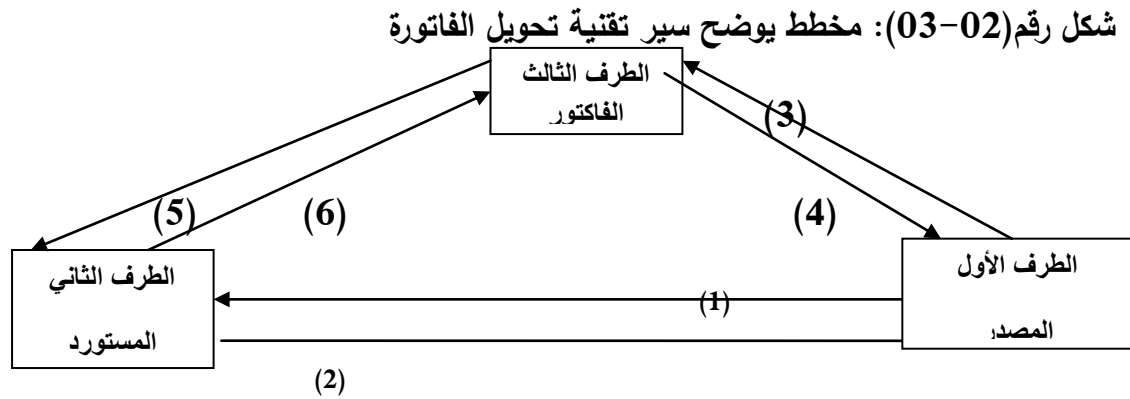 شكل رقم(02-03): مخطط يوضح سير تقنية تحويل الفاتورة
الطرف الثالث
الفاكتور
(3)
(5)
(6)
(4)
الطرف الأول
المصدر
الطرف الثاني
المستورد
(1)
(2)